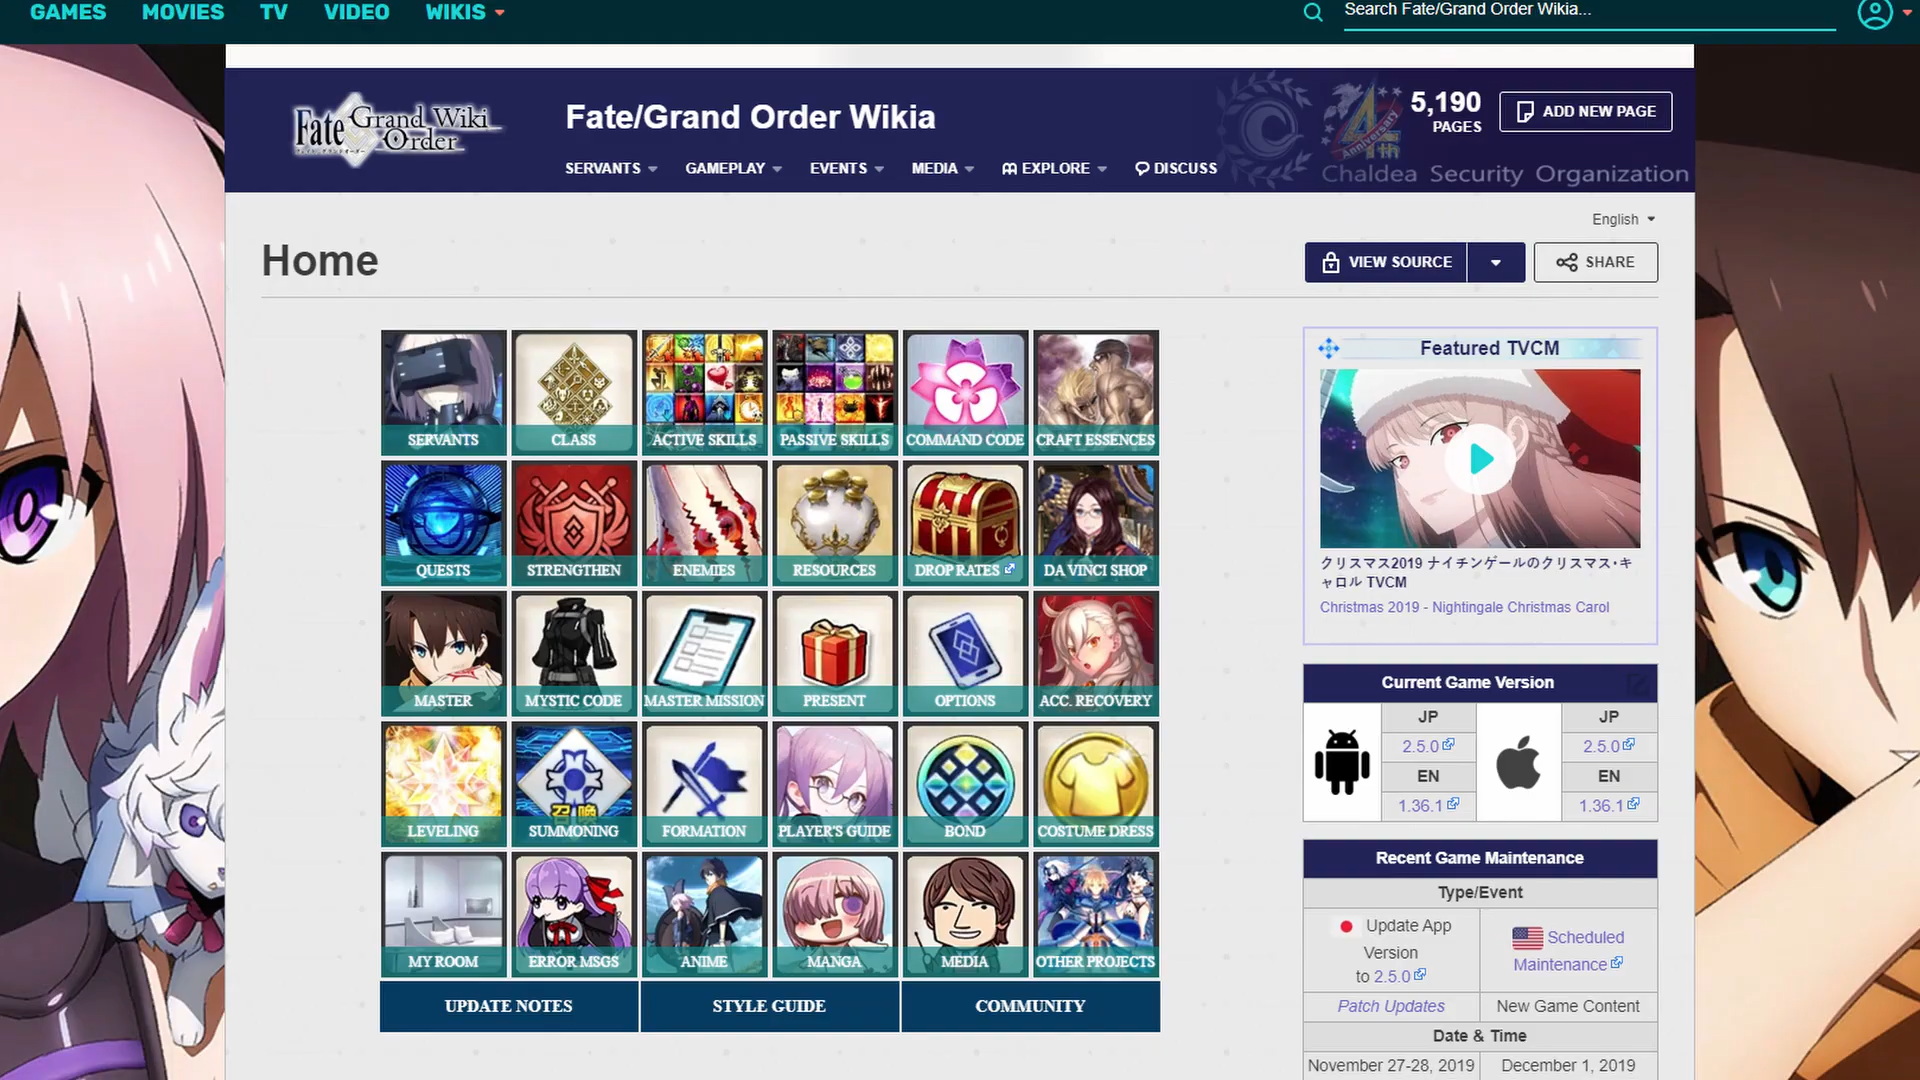 GAMES MOVIES TV VIDEO WIKIS
Search Fate/Grand Order Wikia...
Fate Grand Order Wiki
Fate/Grand Order Wikia
4th Anniversary
5,190
PAGES
ADD NEW PAGE
SERVANTS GAMEPLAY EVENTS MEDIA EXPLORE DISCUSS
Chaldea Security Organization
English
Home
VIEW SOURCE
SHARE
SERVANTS CLASS ACTIVE SKILLS PASSIVE SKILLS COMMAND CODE CRAFT ESSENCES
QUESTS STRENGTHEN ENEMIES RESOURCES DROP RATES DA VINCI SHOP
MASTER MYSTIC CODE MASTER MISSION PRESENT OPTIONS ACC. RECOVERY
召喚
LEVELING SUMMONING FORMATION PLAYER'S GUIDE BOND COSTUME DRESS
MY ROOM ERROR MSGS ANIME MANGA MEDIA OTHER PROJECTS
UPDATE NOTES STYLE GUIDE COMMUNITY
Featured TVCM
クリスマス2019 ナイチンゲールのクリスマス・キ
ャロル TVCM
Christmas 2019 - Nightingale Christmas Carol
Current Game Version
JP JP
2.5.0 2.5.0
EN EN
1.36.1 1.36.1
Recent Game Maintenance
Type/Event
Update App
Version
to 2.5.0
Scheduled
Maintenance
Patch Updates New Game Content
Date & Time
November 27-28, 2019 December 1, 2019